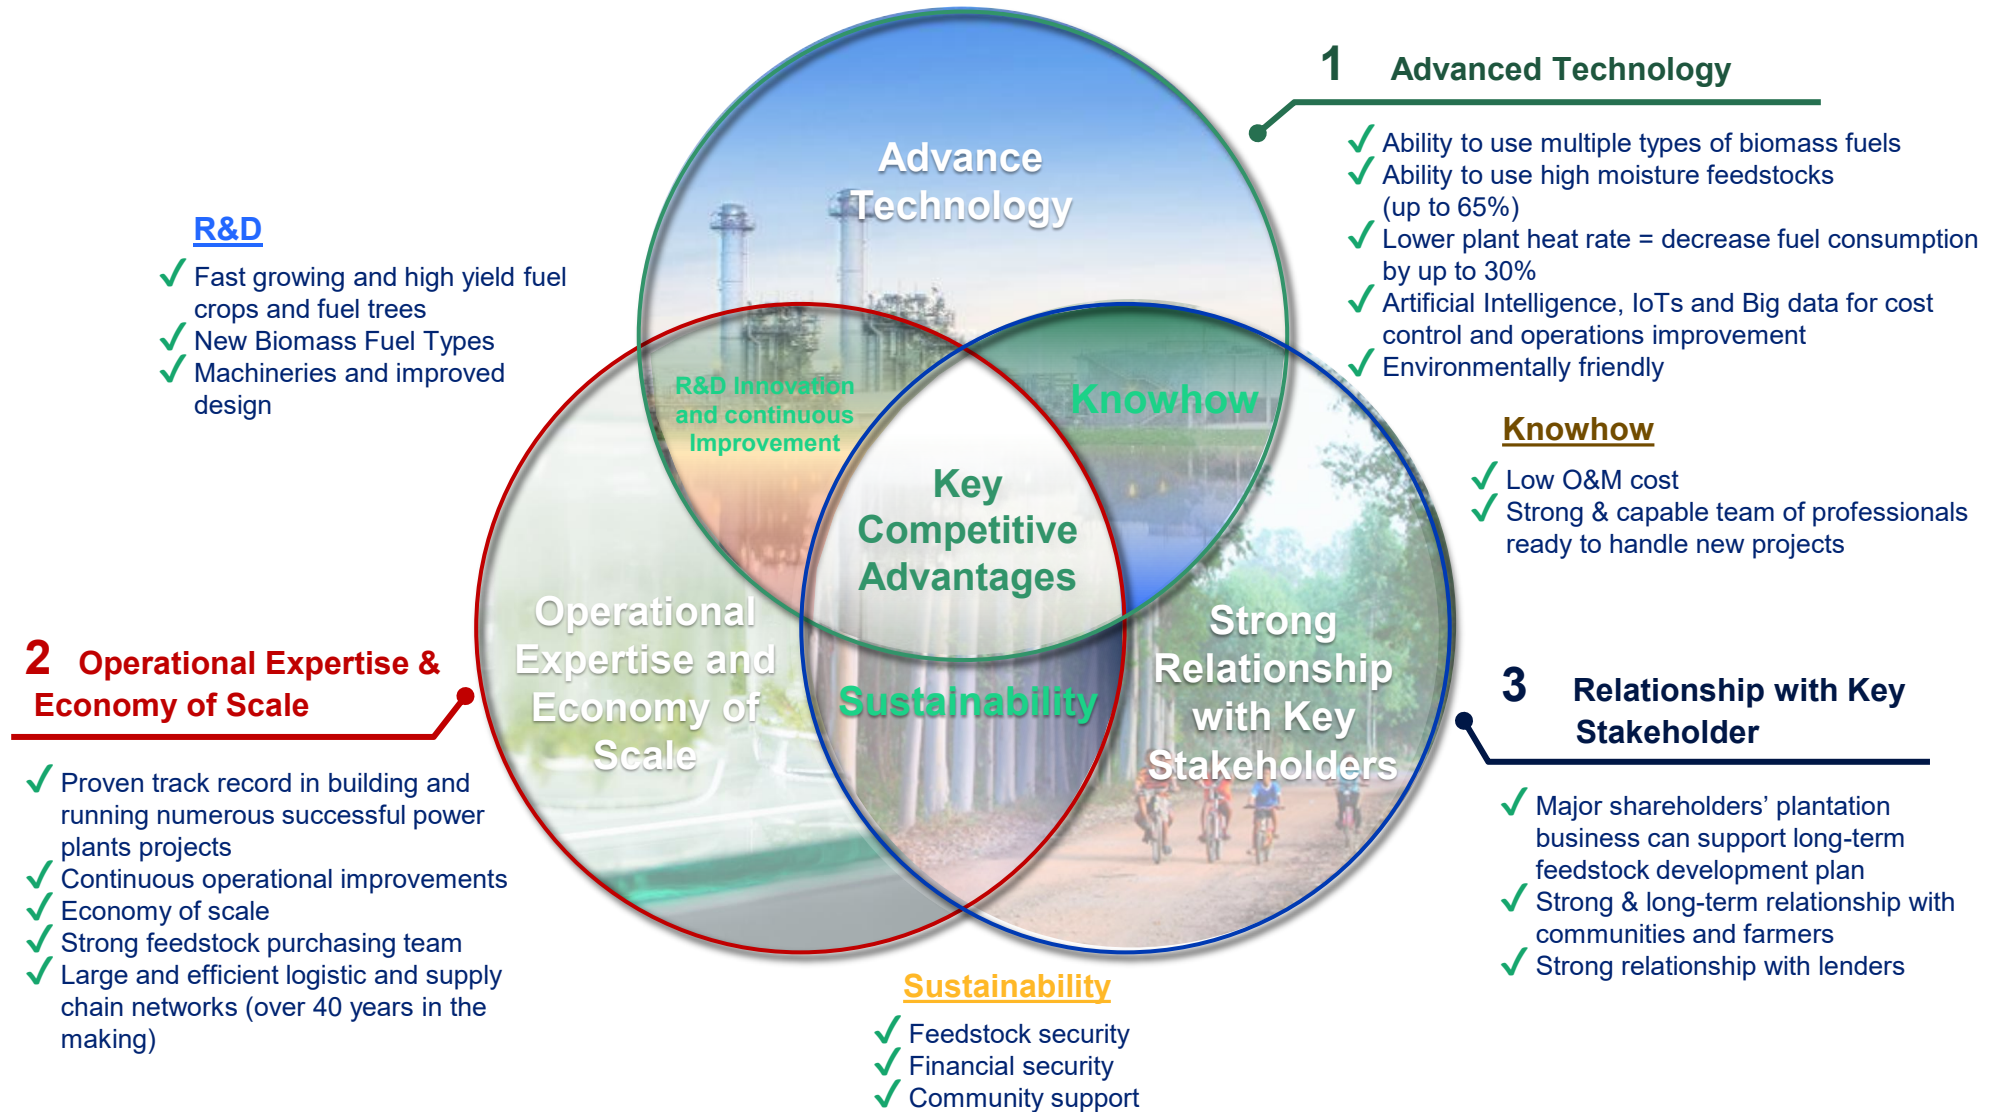 1 Advanced Technology
Ability to use multiple types of biomass fuels
Ability to use high moisture feedstocks
(up to 65%)
Lower plant heat rate = decrease fuel consumption
by up to 30%
Artificial Intelligence, IoTs and Big data for cost
control and operations improvement
Environmentally friendly
Advance
Technology
R&D
Fast growing and high yield fuel
crops and fuel trees
New Biomass Fuel Types
Machineries and improved
design
R&D Innovation
and continuous
Improvement
Knowhow
Knowhow
Low O&M cost
Strong & capable team of professionals
ready to handle new projects
Key
Competitive
Advantages
Operational
Expertise and
Economy of
Scale
Sustainability
Strong
Relationship
with Key
Stakeholders
2 Operational Expertise &
Economy of Scale
Proven track record in building and
running numerous successful power
plants projects
Continuous operational improvements
Economy of scale
Strong feedstock purchasing team
Large and efficient logistic and supply
chain networks (over 40 years in the
making)
3 Relationship with Key
Stakeholder
Major shareholders’ plantation
business can support long-term
feedstock development plan
Strong & long-term relationship with
communities and farmers
Strong relationship with lenders
Sustainability
Feedstock security
Financial security
Community support